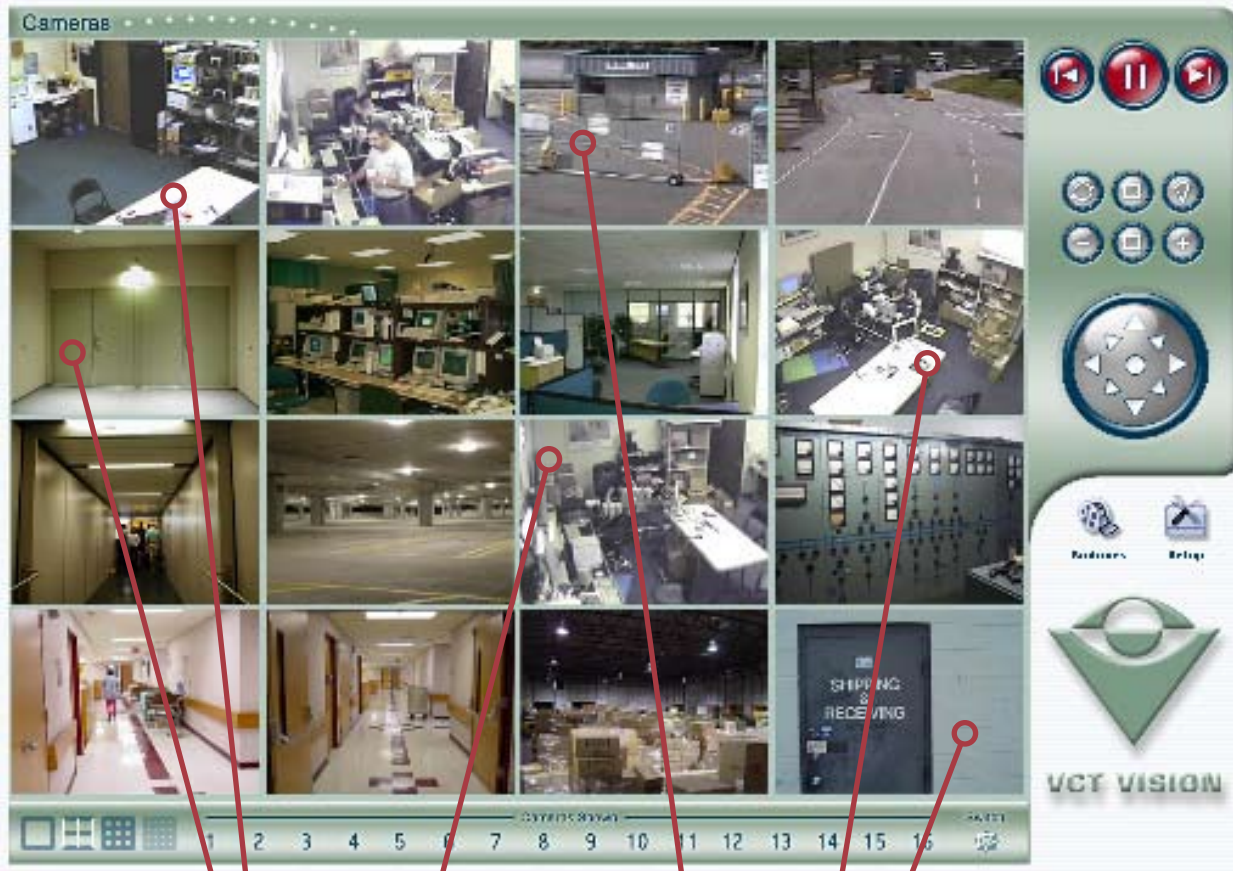 Cameras
SHIPPING
&
RECEIVING
Setup
VCT VISION
Cameras Shown
1 2 3 4 5 6 7 8 9 10 11 12 13 14 15 16
Switch